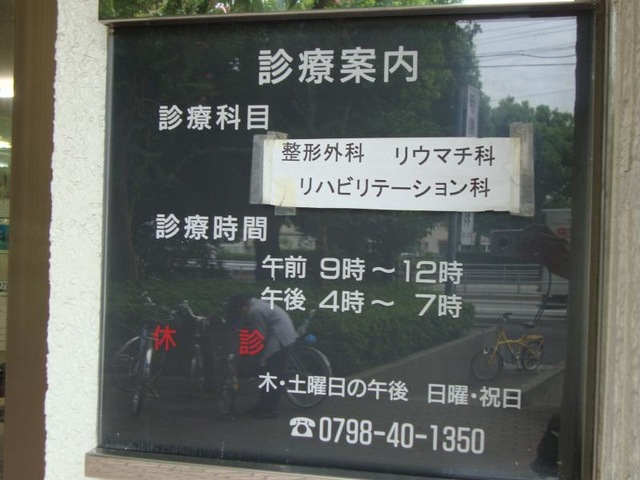 診療案内
診療科目
整形外科 リウマチ科
リハビリテーション科
診療時間
午前 9時～12時
午後 4時～ 7時
休 診
木・土曜日の午後 日曜・祝日
☎0798-40-1350